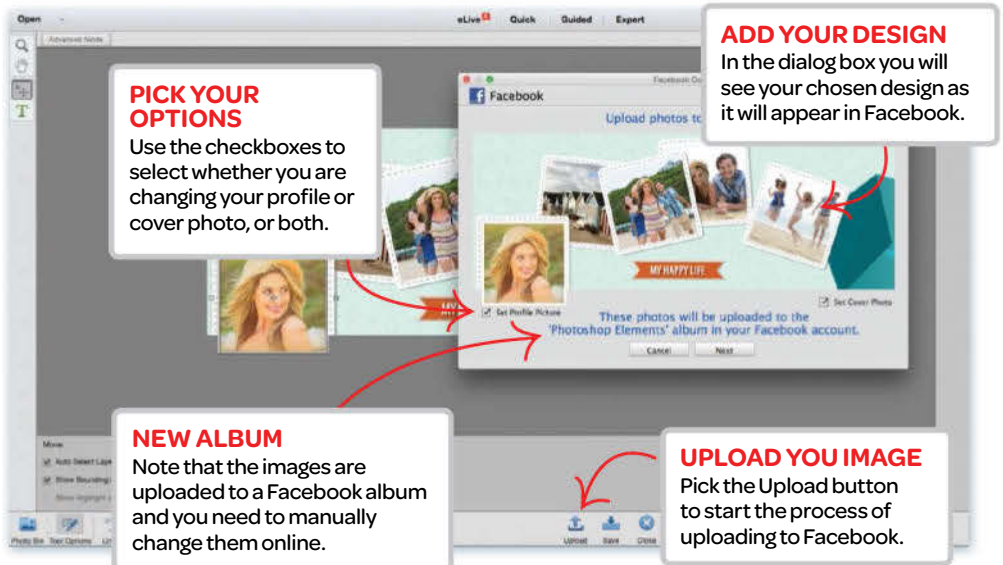 Open
eLive Quick Guided Expert
Advanced Mode
T
PICK YOUR
OPTIONS
Use the checkboxes to
select whether you are
changing your profile or
cover photo, or both.
ADD YOUR DESIGN
In the dialog box you will
see your chosen design as
it will appear in Facebook.
Facebook
f Facebook
Upload photos to
MY HAPPY LIFE
MY
Set Profile Picture
Set Cover Photo
These photos will be uploaded to the
'Photoshop Elements' album in your Facebook account.
Cancel Next
NEW ALBUM
Note that the images are
uploaded to a Facebook album
and you need to manually
change them online.
UPLOAD YOU IMAGE
Pick the Upload button
to start the process of
uploading to Facebook.
Move
Auto Select Laye
Show Bounding
Show Highlight
Photo Bin Tool Options
Upload Save Close